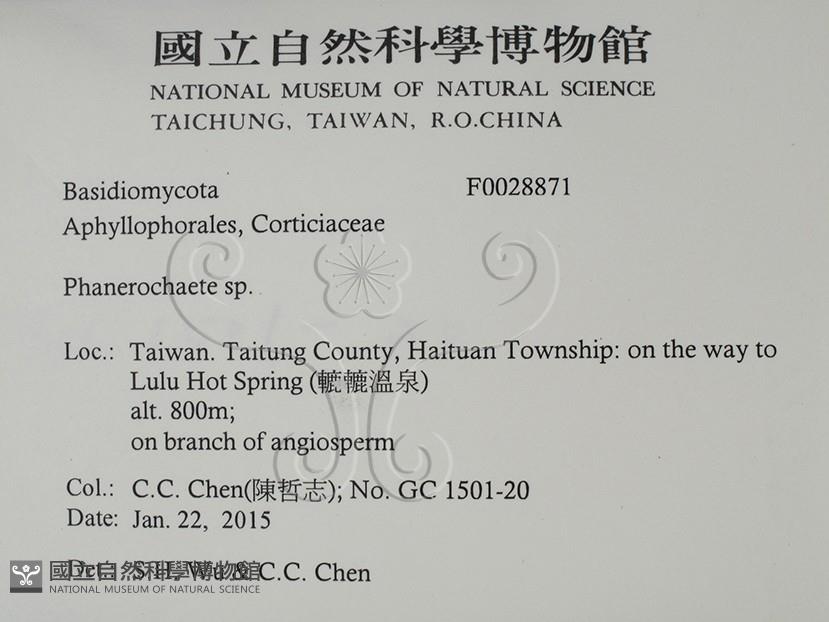 國立自然科學博物館
NATIONAL MUSEUM OF NATURAL SCIENCE
TAICHUNG, TAIWAN, R.O.CHINA
Basidiomycota F0028871
Aphyllophorales, Corticiaceae
Phanerochaete sp.
Loc.: Taiwan. Taitung County, Haituan Township: on the way to
Lulu Hot Spring (轆轆溫泉)
alt. 800m;
on branch of angiosperm
Col.: C.C. Chen(陳哲志); No. GC 1501-20
Date: Jan. 22, 2015
Det.: S.H. Wu & C.C. Chen
國立自然科學博物館
NATIONAL MUSEUM OF NATURAL SCIENCE